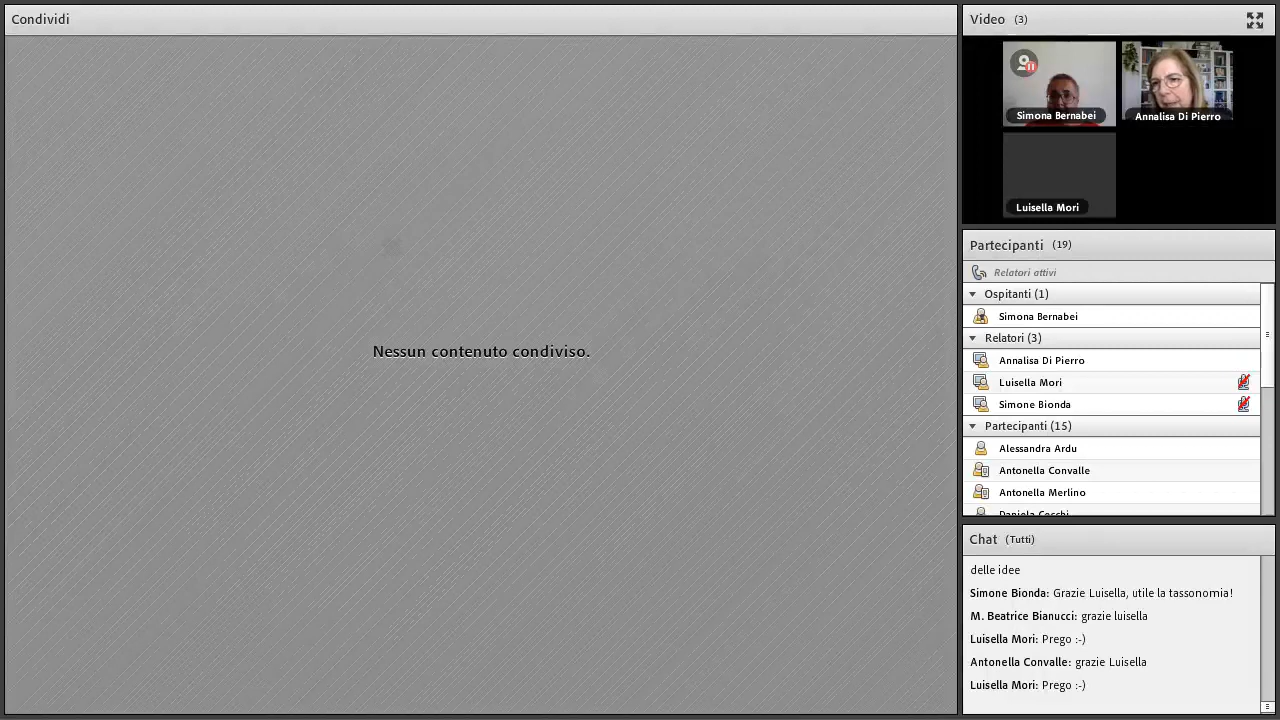 Condividi
Nessun contenuto condiviso.
Video (3)
Simona Bernabei
Annalisa Di Pierro
Luisella Mori
Partecipanti (19)
Relatori attivi
Ospitanti (1)
Simona Bernabei
Relatori (3)
Annalisa Di Pierro
Luisella Mori
Simone Bionda
Partecipanti (15)
Alessandra Ardu
Antonella Convalle
Antonella Merlino
Daniela Cecchi
Chat (Tutti)
delle idee
Simone Bionda: Grazie Luisella, utile la tassonomia!
M. Beatrice Bianucci: grazie luisella
Luisella Mori: Prego :-)
Antonella Convalle: grazie Luisella
Luisella Mori: Prego :-)